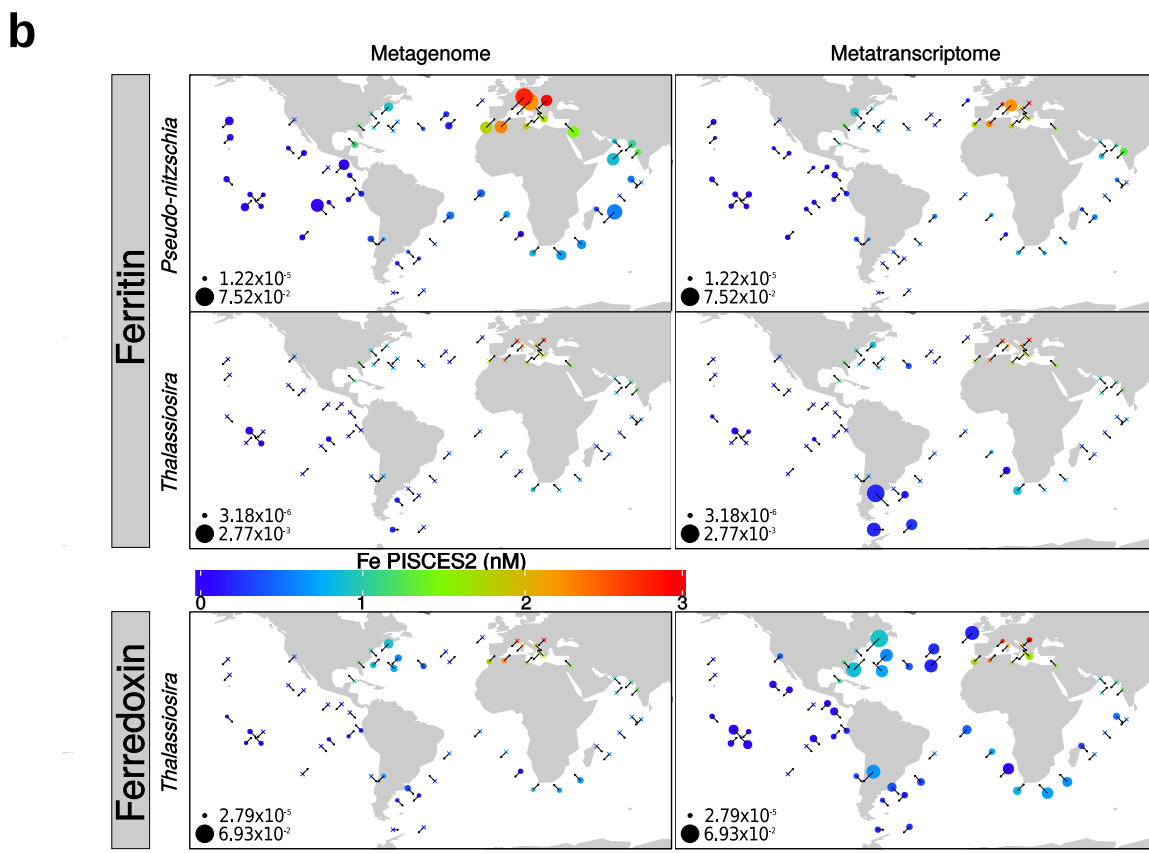 b
Metagenome Metatranscriptome
Ferritin
Pseudo-nitzschia
1.22x10⁻⁵ 1.22x10⁻⁵
7.52x10⁻² 7.52x10⁻²
Thalassiosira
3.18x10⁻⁶ 3.18x10⁻⁶
2.77x10⁻³ 2.77x10⁻³
Fe PISCES2 (nM)
0 1 2 3
Ferredoxin
Thalassiosira
2.79x10⁻⁵ 2.79x10⁻⁵
6.93x10⁻² 6.93x10⁻²